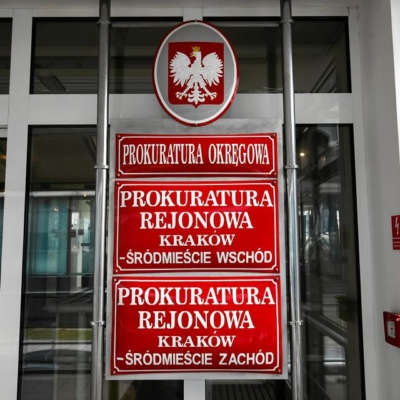 PROKURATURA OKRĘGOWA
PROKURATURA
REJONOWA
KRAKÓW
-ŚRÓDMIEŚCIE WSCHÓD
PROKURATURA
REJONOWA
KRAKÓW
-ŚRÓDMIEŚCIE ZACHÓD